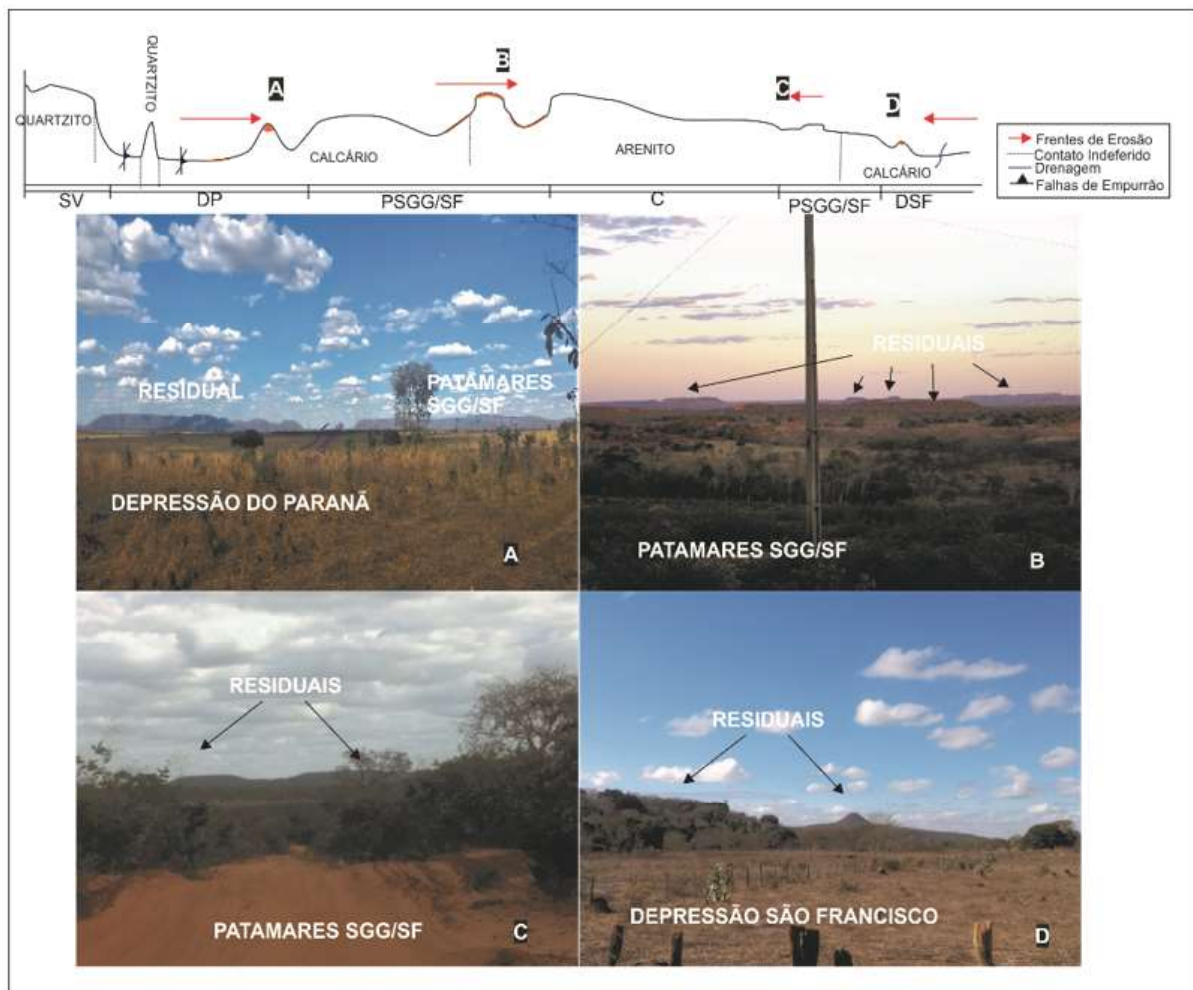 QUARTZITO
QUARTZITO
A
B
C
D
CALCÁRIO
ARENITO
CALCÁRIO
SV
DP
PSGG/SF
C
PSGG/SF
DSF
Frentes de Erosão
Contato Indeferido
Drenagem
Falhas de Empurrão
RESIDUAL
PATAMARES
SGG/SF
DEPRESSÃO DO PARANÃ
A
RESIDUAIS
PATAMARES SGG/SF
B
RESIDUAIS
PATAMARES SGG/SF
C
RESIDUAIS
DEPRESSÃO SÃO FRANCISCO
D